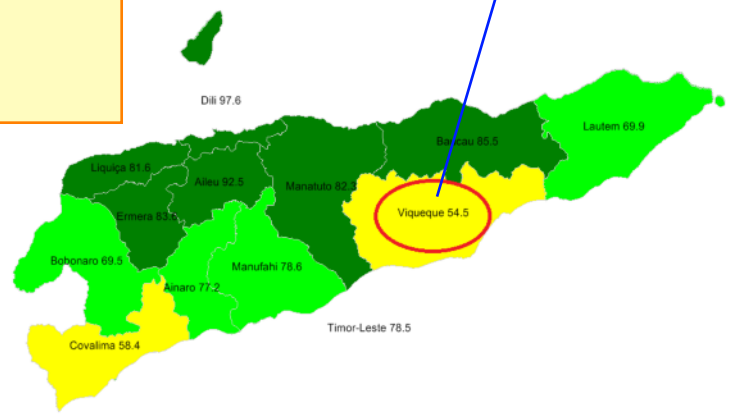 Dili 97.6
Lautem 69.9
Baucau 85.5
Liquiça 81.6
Aileu 92.5
Manatuto 82.3
Ermera 83.6
Viqueque 54.5
Bobonaro 69.5
Manufahi 78.6
Ainaro 77.2
Timor-Leste 78.5
Covalima 58.4